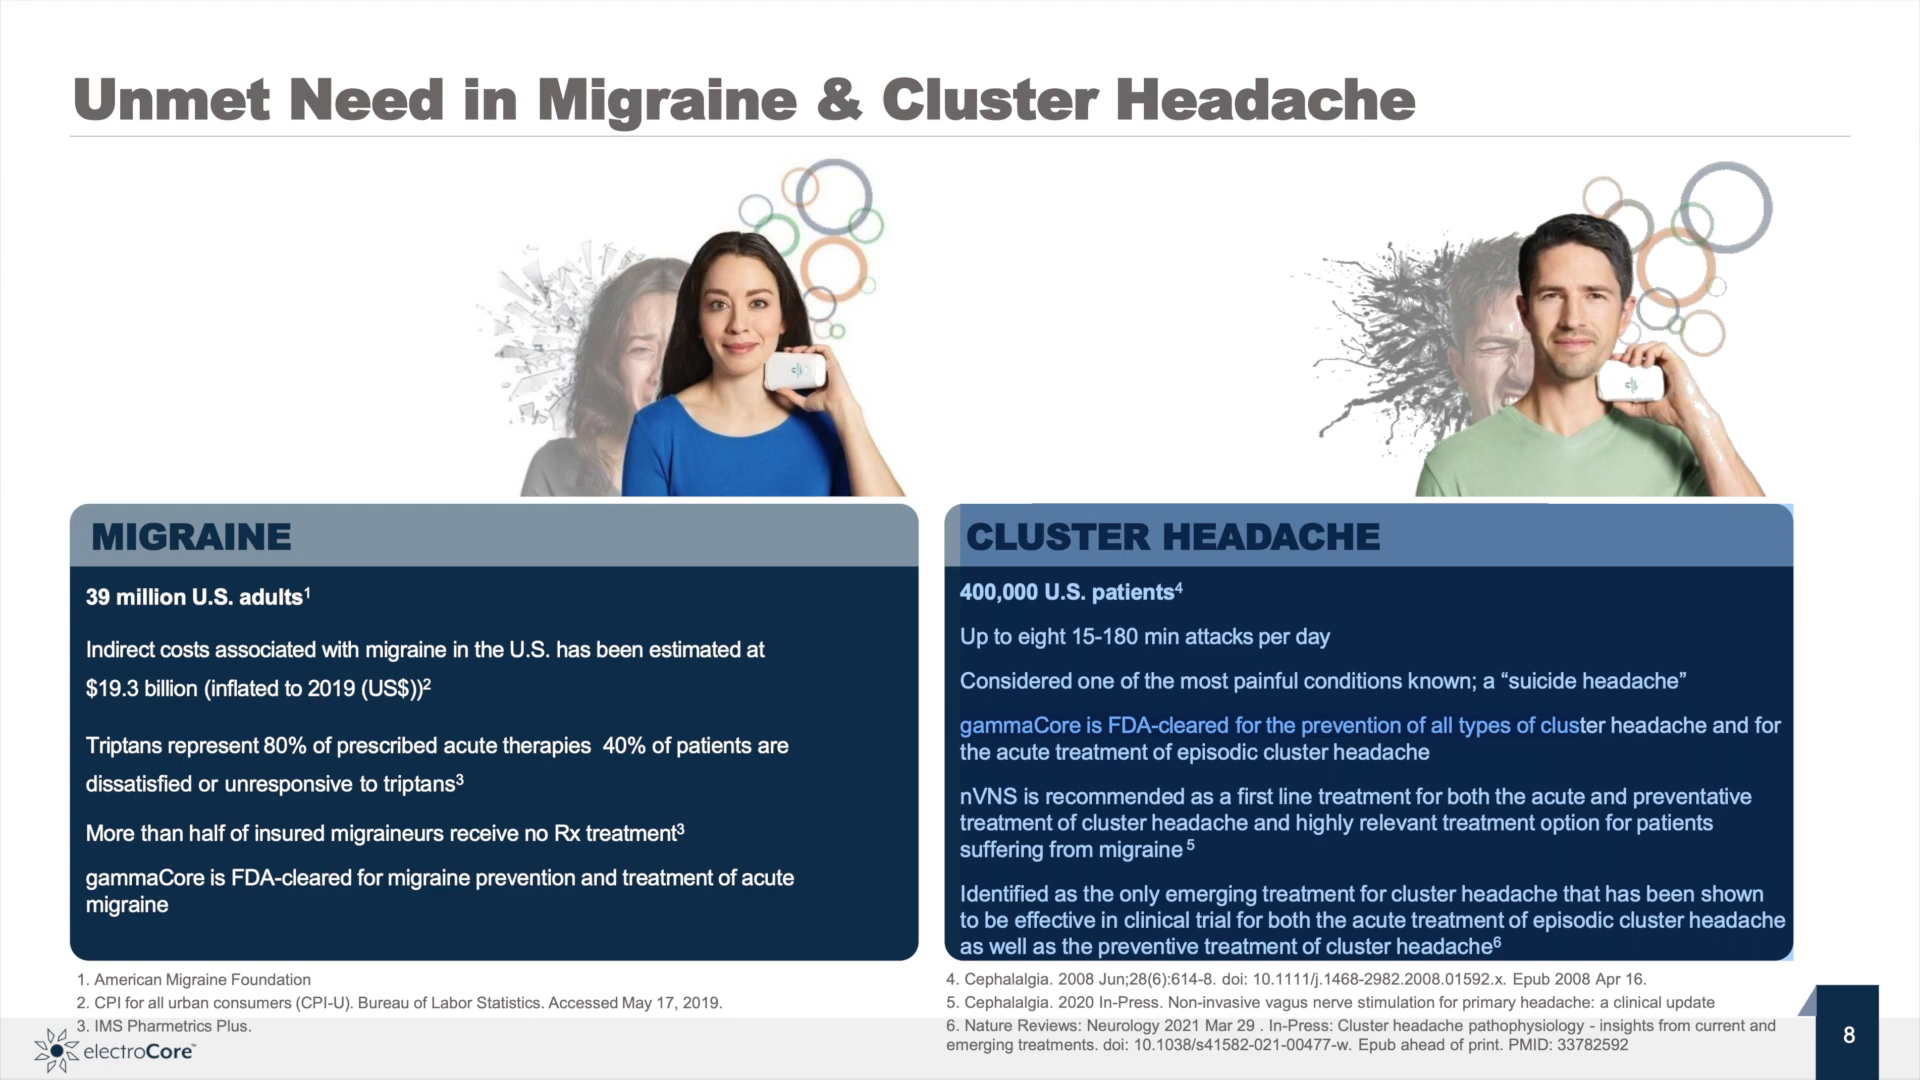 Unmet Need in Migraine & Cluster Headache
MIGRAINE
39 million U.S. adults¹
Indirect costs associated with migraine in the U.S. has been estimated at
$19.3 billion (inflated to 2019 (US$))²
Triptans represent 80% of prescribed acute therapies  40% of patients are
dissatisfied or unresponsive to triptans³
More than half of insured migraineurs receive no Rx treatment³
gammaCore is FDA-cleared for migraine prevention and treatment of acute
migraine
CLUSTER HEADACHE
400,000 U.S. patients⁴
Up to eight 15-180 min attacks per day
Considered one of the most painful conditions known; a “suicide headache”
gammaCore is FDA-cleared for the prevention of all types of cluster headache and for
the acute treatment of episodic cluster headache
nVNS is recommended as a first line treatment for both the acute and preventative
treatment of cluster headache and highly relevant treatment option for patients
suffering from migraine ⁵
Identified as the only emerging treatment for cluster headache that has been shown
to be effective in clinical trial for both the acute treatment of episodic cluster headache
as well as the preventive treatment of cluster headache⁶
1. American Migraine Foundation
2. CPI for all urban consumers (CPI-U). Bureau of Labor Statistics. Accessed May 17, 2019.
3. IMS Pharmetrics Plus.
4. Cephalalgia. 2008 Jun;28(6):614-8. doi: 10.1111/j.1468-2982.2008.01592.x. Epub 2008 Apr 16.
5. Cephalalgia. 2020 In-Press. Non-invasive vagus nerve stimulation for primary headache: a clinical update
6. Nature Reviews: Neurology 2021 Mar 29 . In-Press: Cluster headache pathophysiology - insights from current and
emerging treatments. doi: 10.1038/s41582-021-00477-w. Epub ahead of print. PMID: 33782592
electroCore™
8